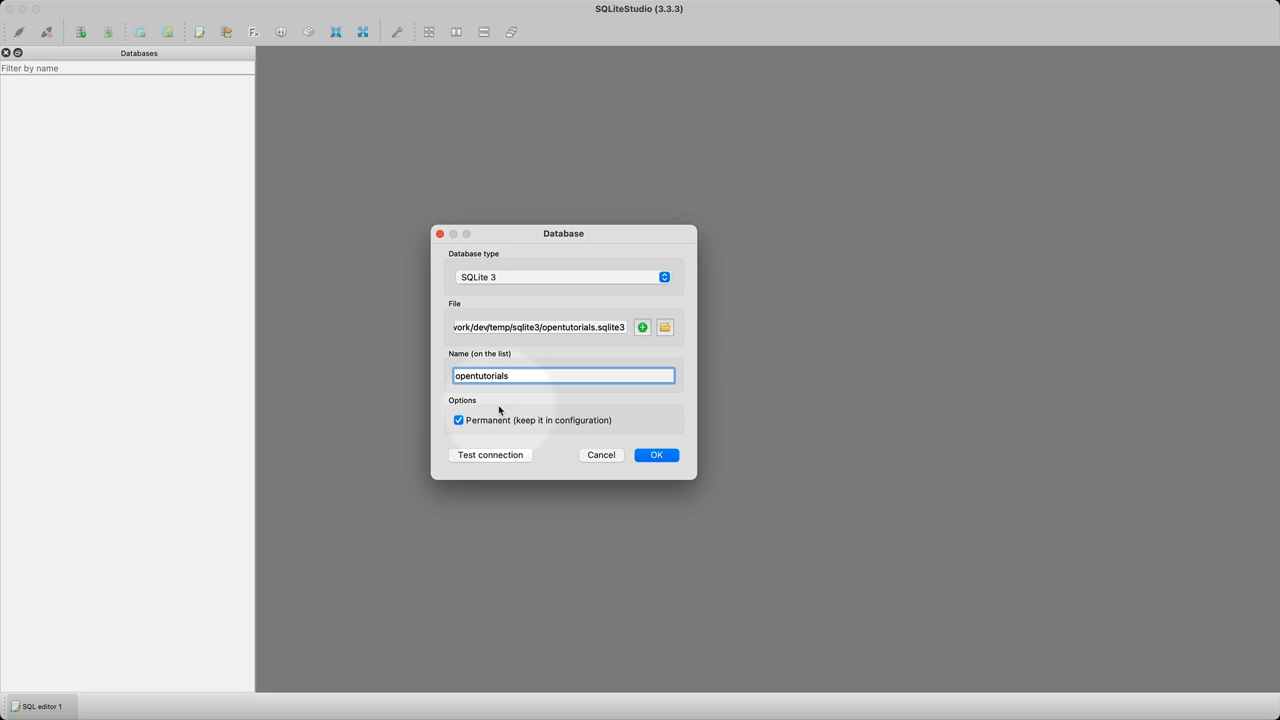 SQLiteStudio (3.3.3)
Databases
Filter by name
Database
Database type
SQLite 3
File
work/dev/temp/sqlite3/opentutorials.sqlite3
Name (on the list)
opentutorials
Options
Permanent (keep it in configuration)
Test connection
Cancel
OK
SQL editor 1